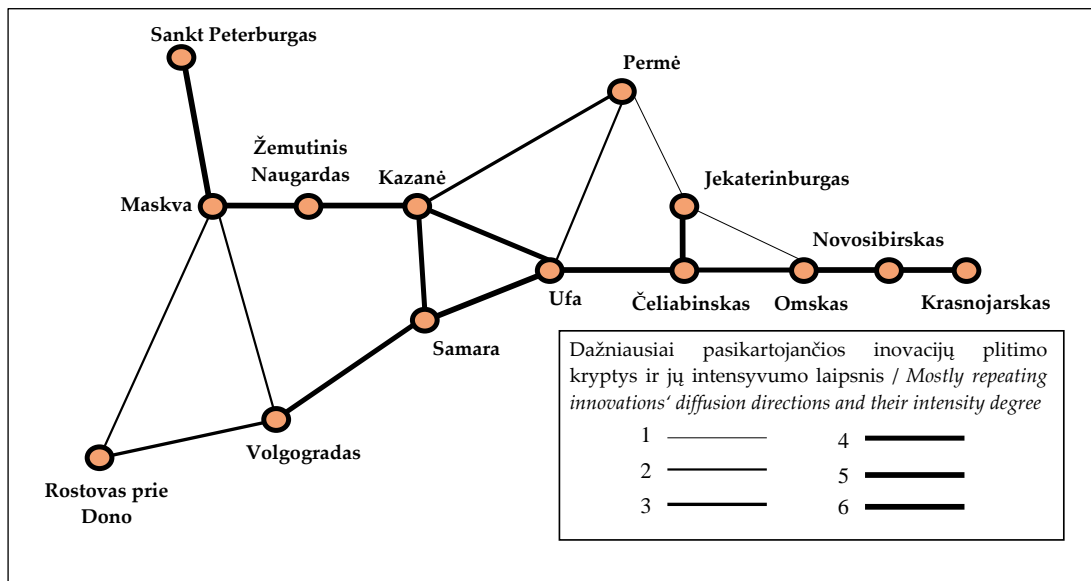 Sankt Peterburgas
Permė
Žemutinis
Naugardas
Kazanė
Maskva
Jekaterinburgas
Novosibirskas
Ufa
Čeliabinskas
Omskas
Krasnojarskas
Samara
Volgogradas
Rostovas prie
Dono
Dažniausiai pasikartojančios inovacijų plitimo
kryptys ir jų intensyvumo laipsnis / Mostly repeating
innovations‘ diffusion directions and their intensity degree
1
2
3
4
5
6